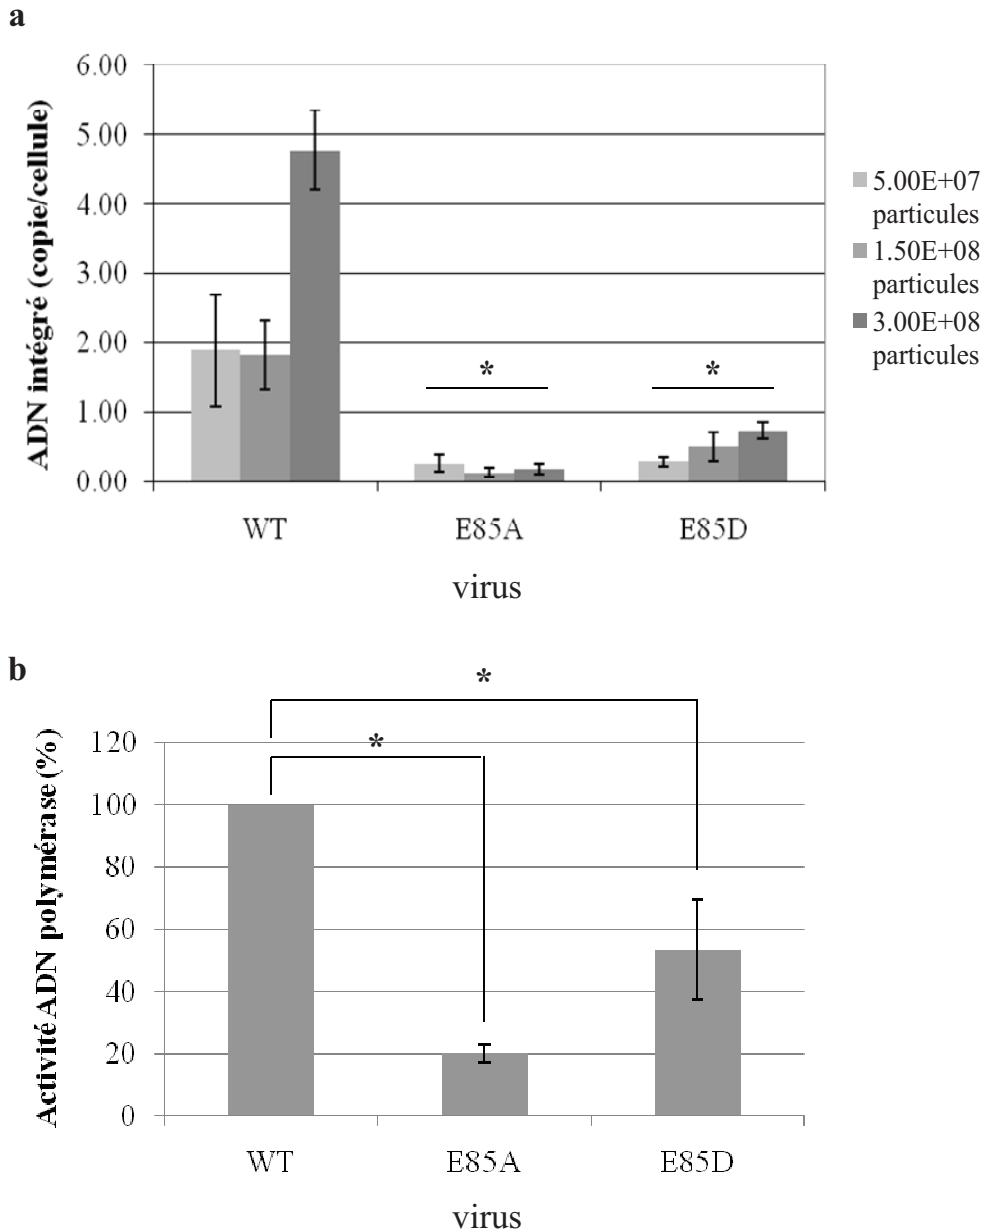 a
ADN intégré (copie/cellule)
6.00
5.00
4.00
3.00
2.00
1.00
0.00
*
*
WT
E85A
E85D
virus
5.00E+07
particules
1.50E+08
particules
3.00E+08
particules
b
Activité ADN polymérase (%)
*
*
120
100
80
60
40
20
0
WT
E85A
E85D
virus